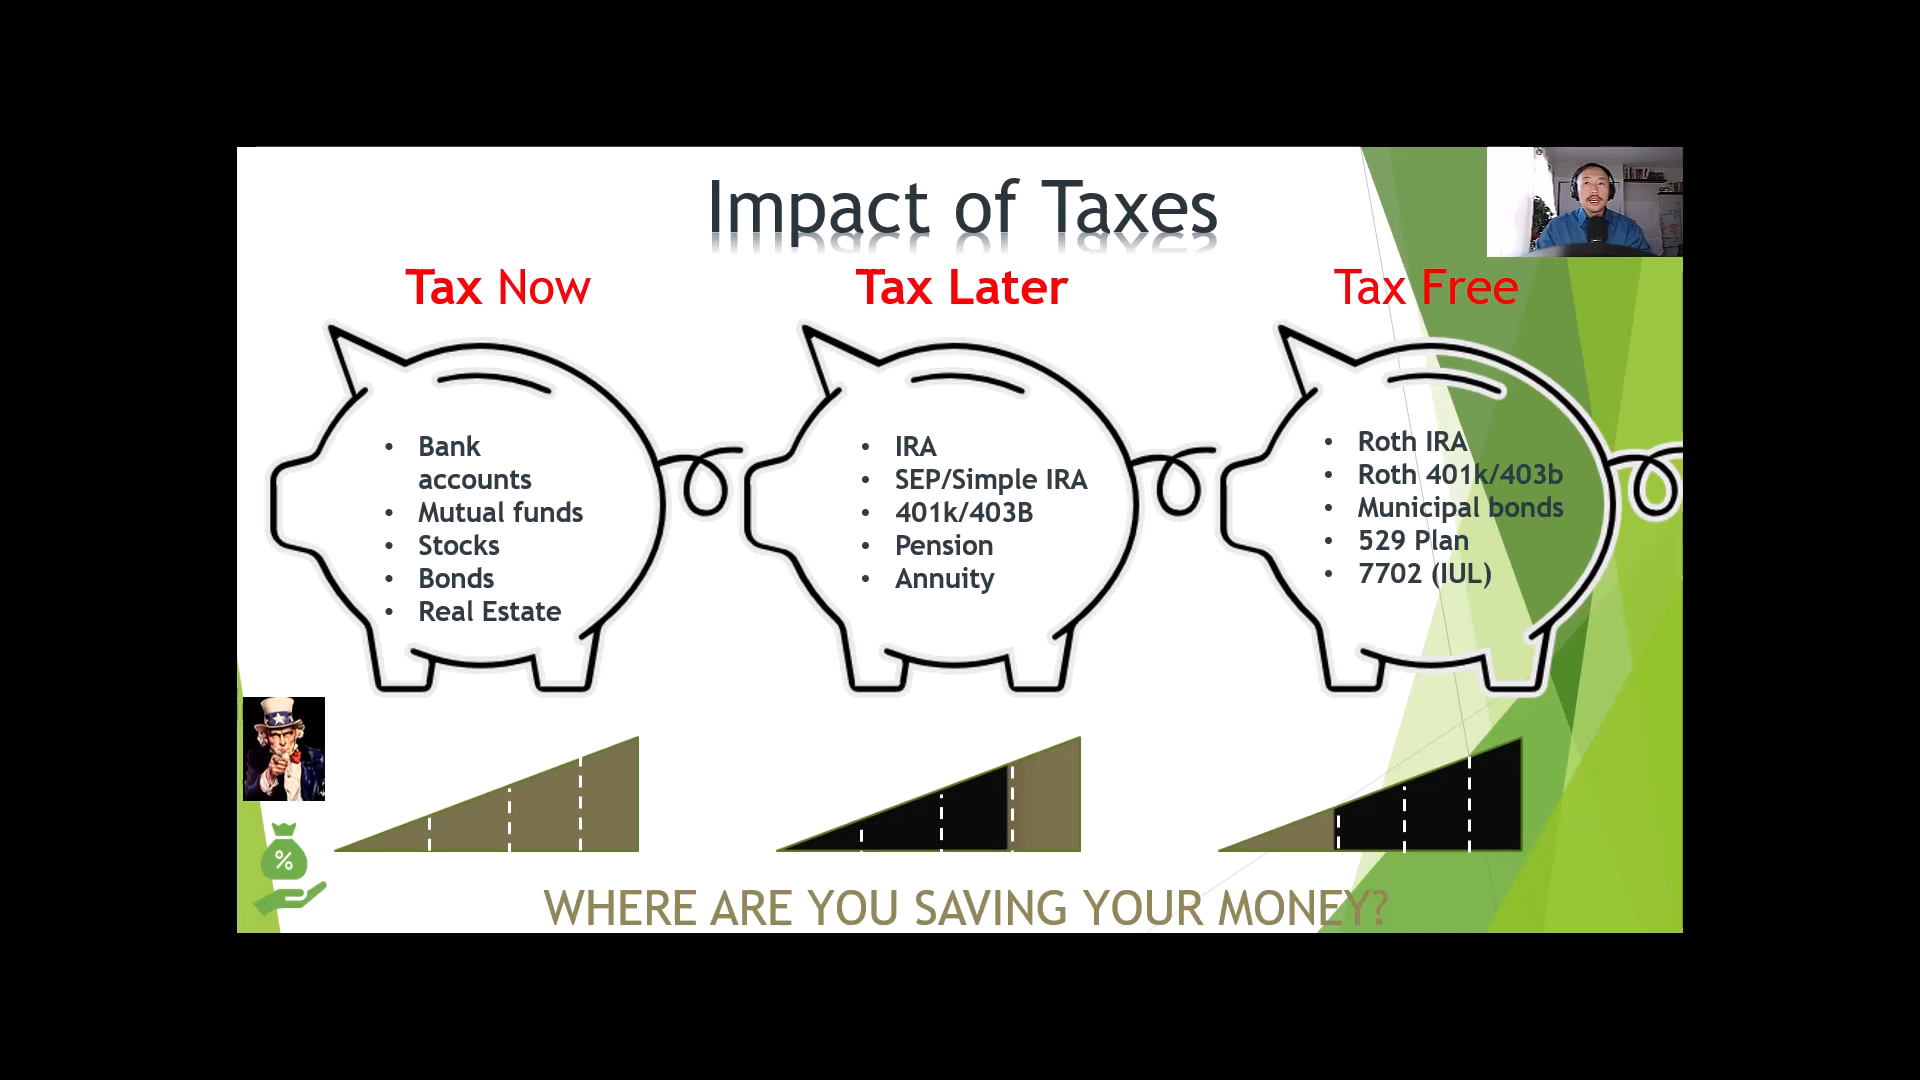 Impact of Taxes
Tax Now
• Bank
accounts
• Mutual funds
• Stocks
• Bonds
• Real Estate
Tax Later
• IRA
• SEP/Simple IRA
• 401k/403B
• Pension
• Annuity
Tax Free
• Roth IRA
• Roth 401k/403b
• Municipal bonds
• 529 Plan
• 7702 (IUL)
%
WHERE ARE YOU SAVING YOUR MONEY?